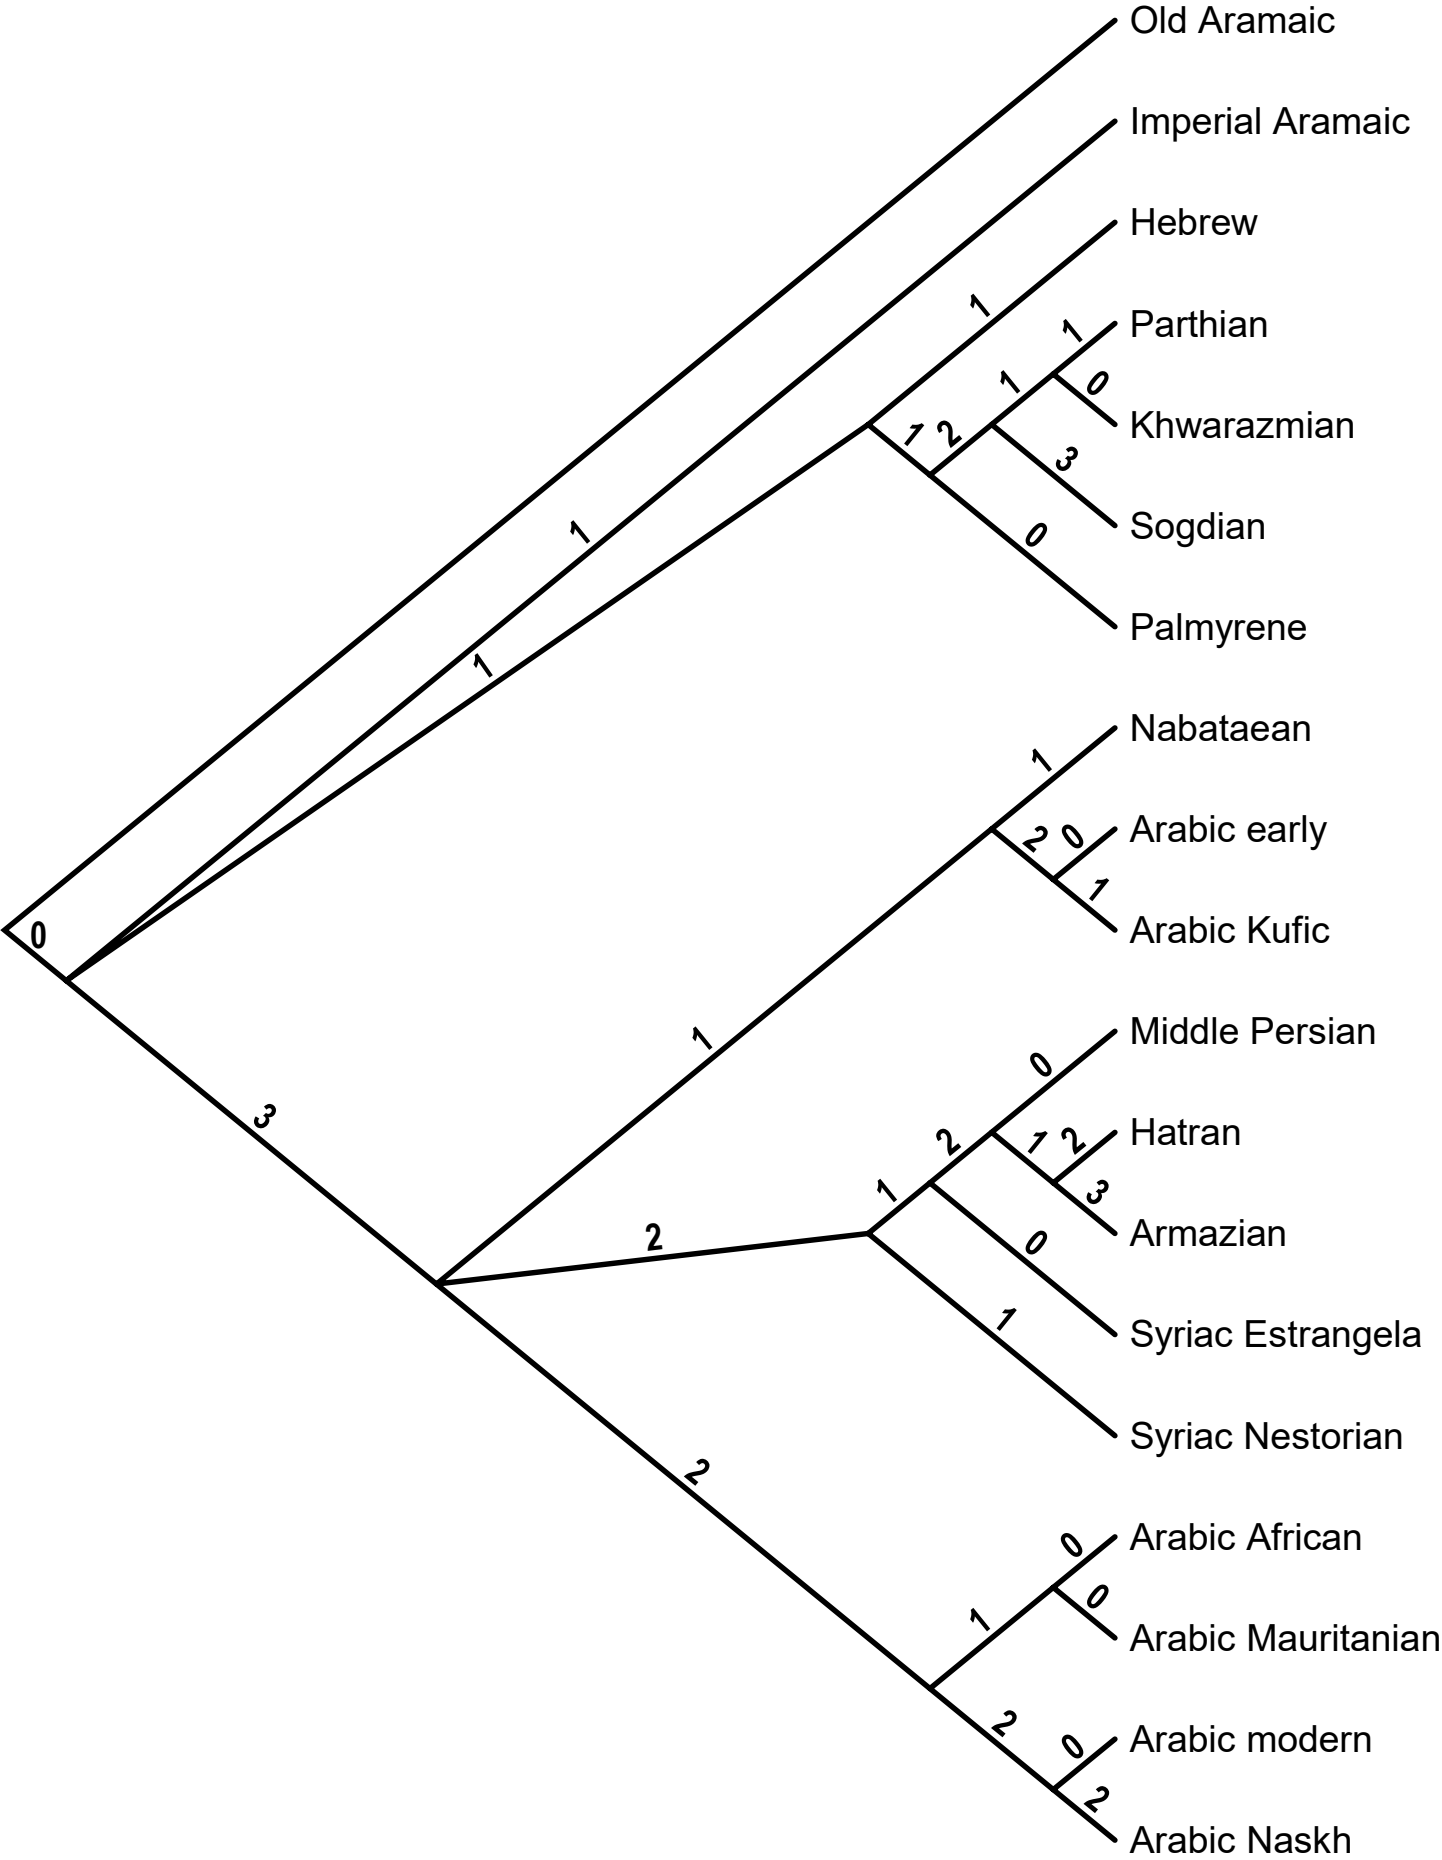 Old Aramaic
Imperial Aramaic
Hebrew
1
Parthian
1
1
0
Khwarazmian
1 2
3
Sogdian
1
0
Palmyrene
1
Nabataean
1
Arabic early
2 0
1
Arabic Kufic
0
Middle Persian
1
0
3
Hatran
1 2
2
1
3
Armazian
2
0
Syriac Estrangela
1
Syriac Nestorian
2
Arabic African
0
0
1
Arabic Mauritanian
2
Arabic modern
0
2
Arabic Naskh